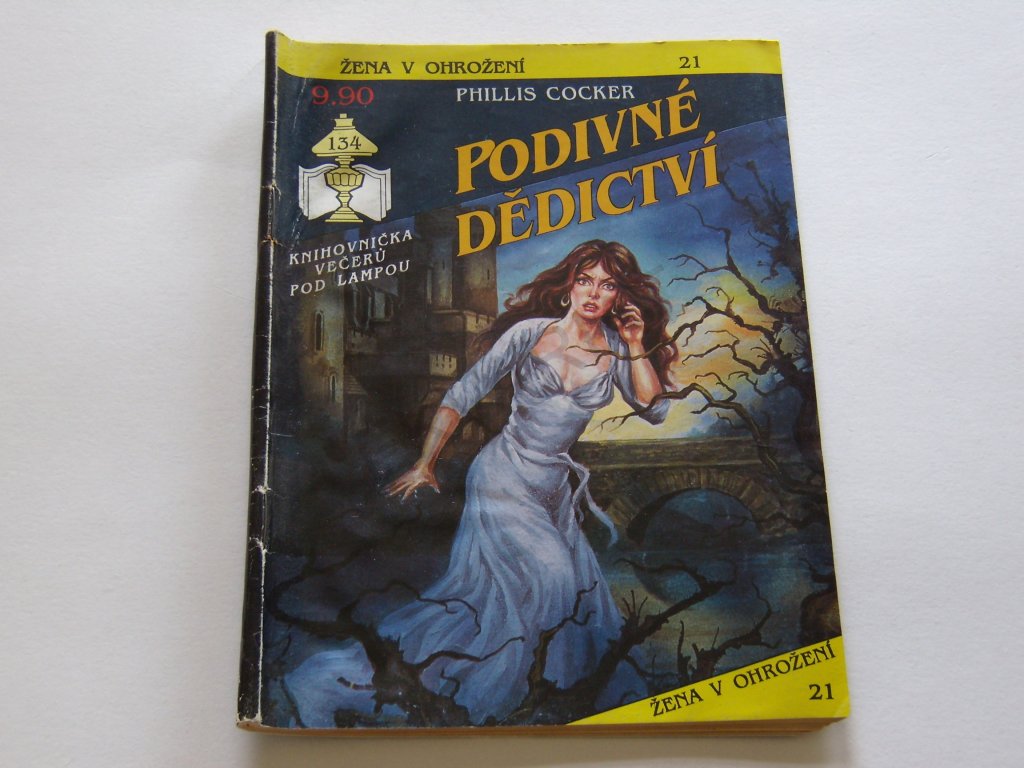 ŽENA V OHROŽENÍ 21
9.90
PHILLIS COCKER
134
PODIVNÉ
DĚDICTVÍ
KNIHOVNIČKA
VEČERŮ
POD LAMPOU
ŽENA V OHROŽENÍ
21